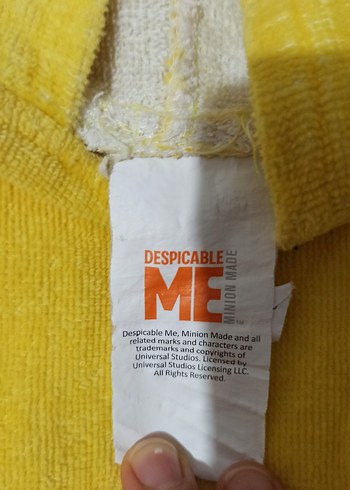 DESPICABLE
ME
MINION MADE
Despicable Me, Minion Made and all
related marks and characters are
trademarks and copyrights of
Universal Studios. Licensed by
Universal Studios Licensing LLC.
All Rights Reserved.